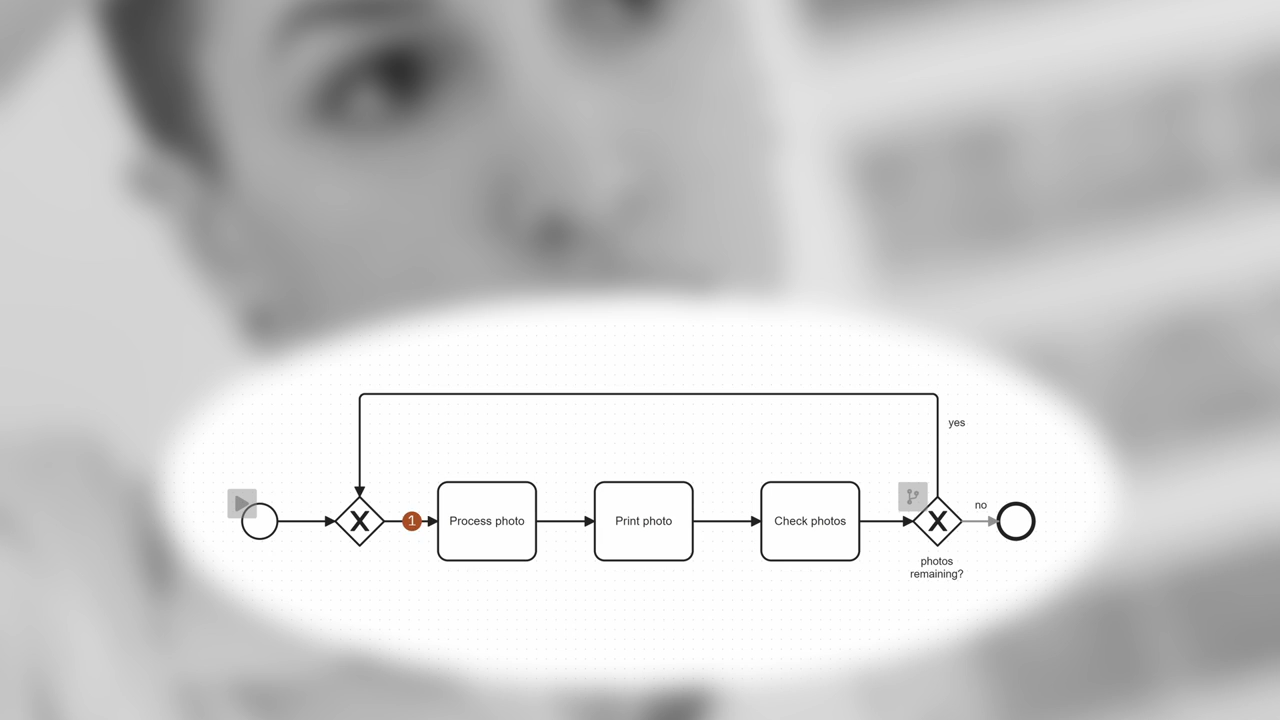 yes
1
Process photo
Print photo
Check photos
no
photos
remaining?